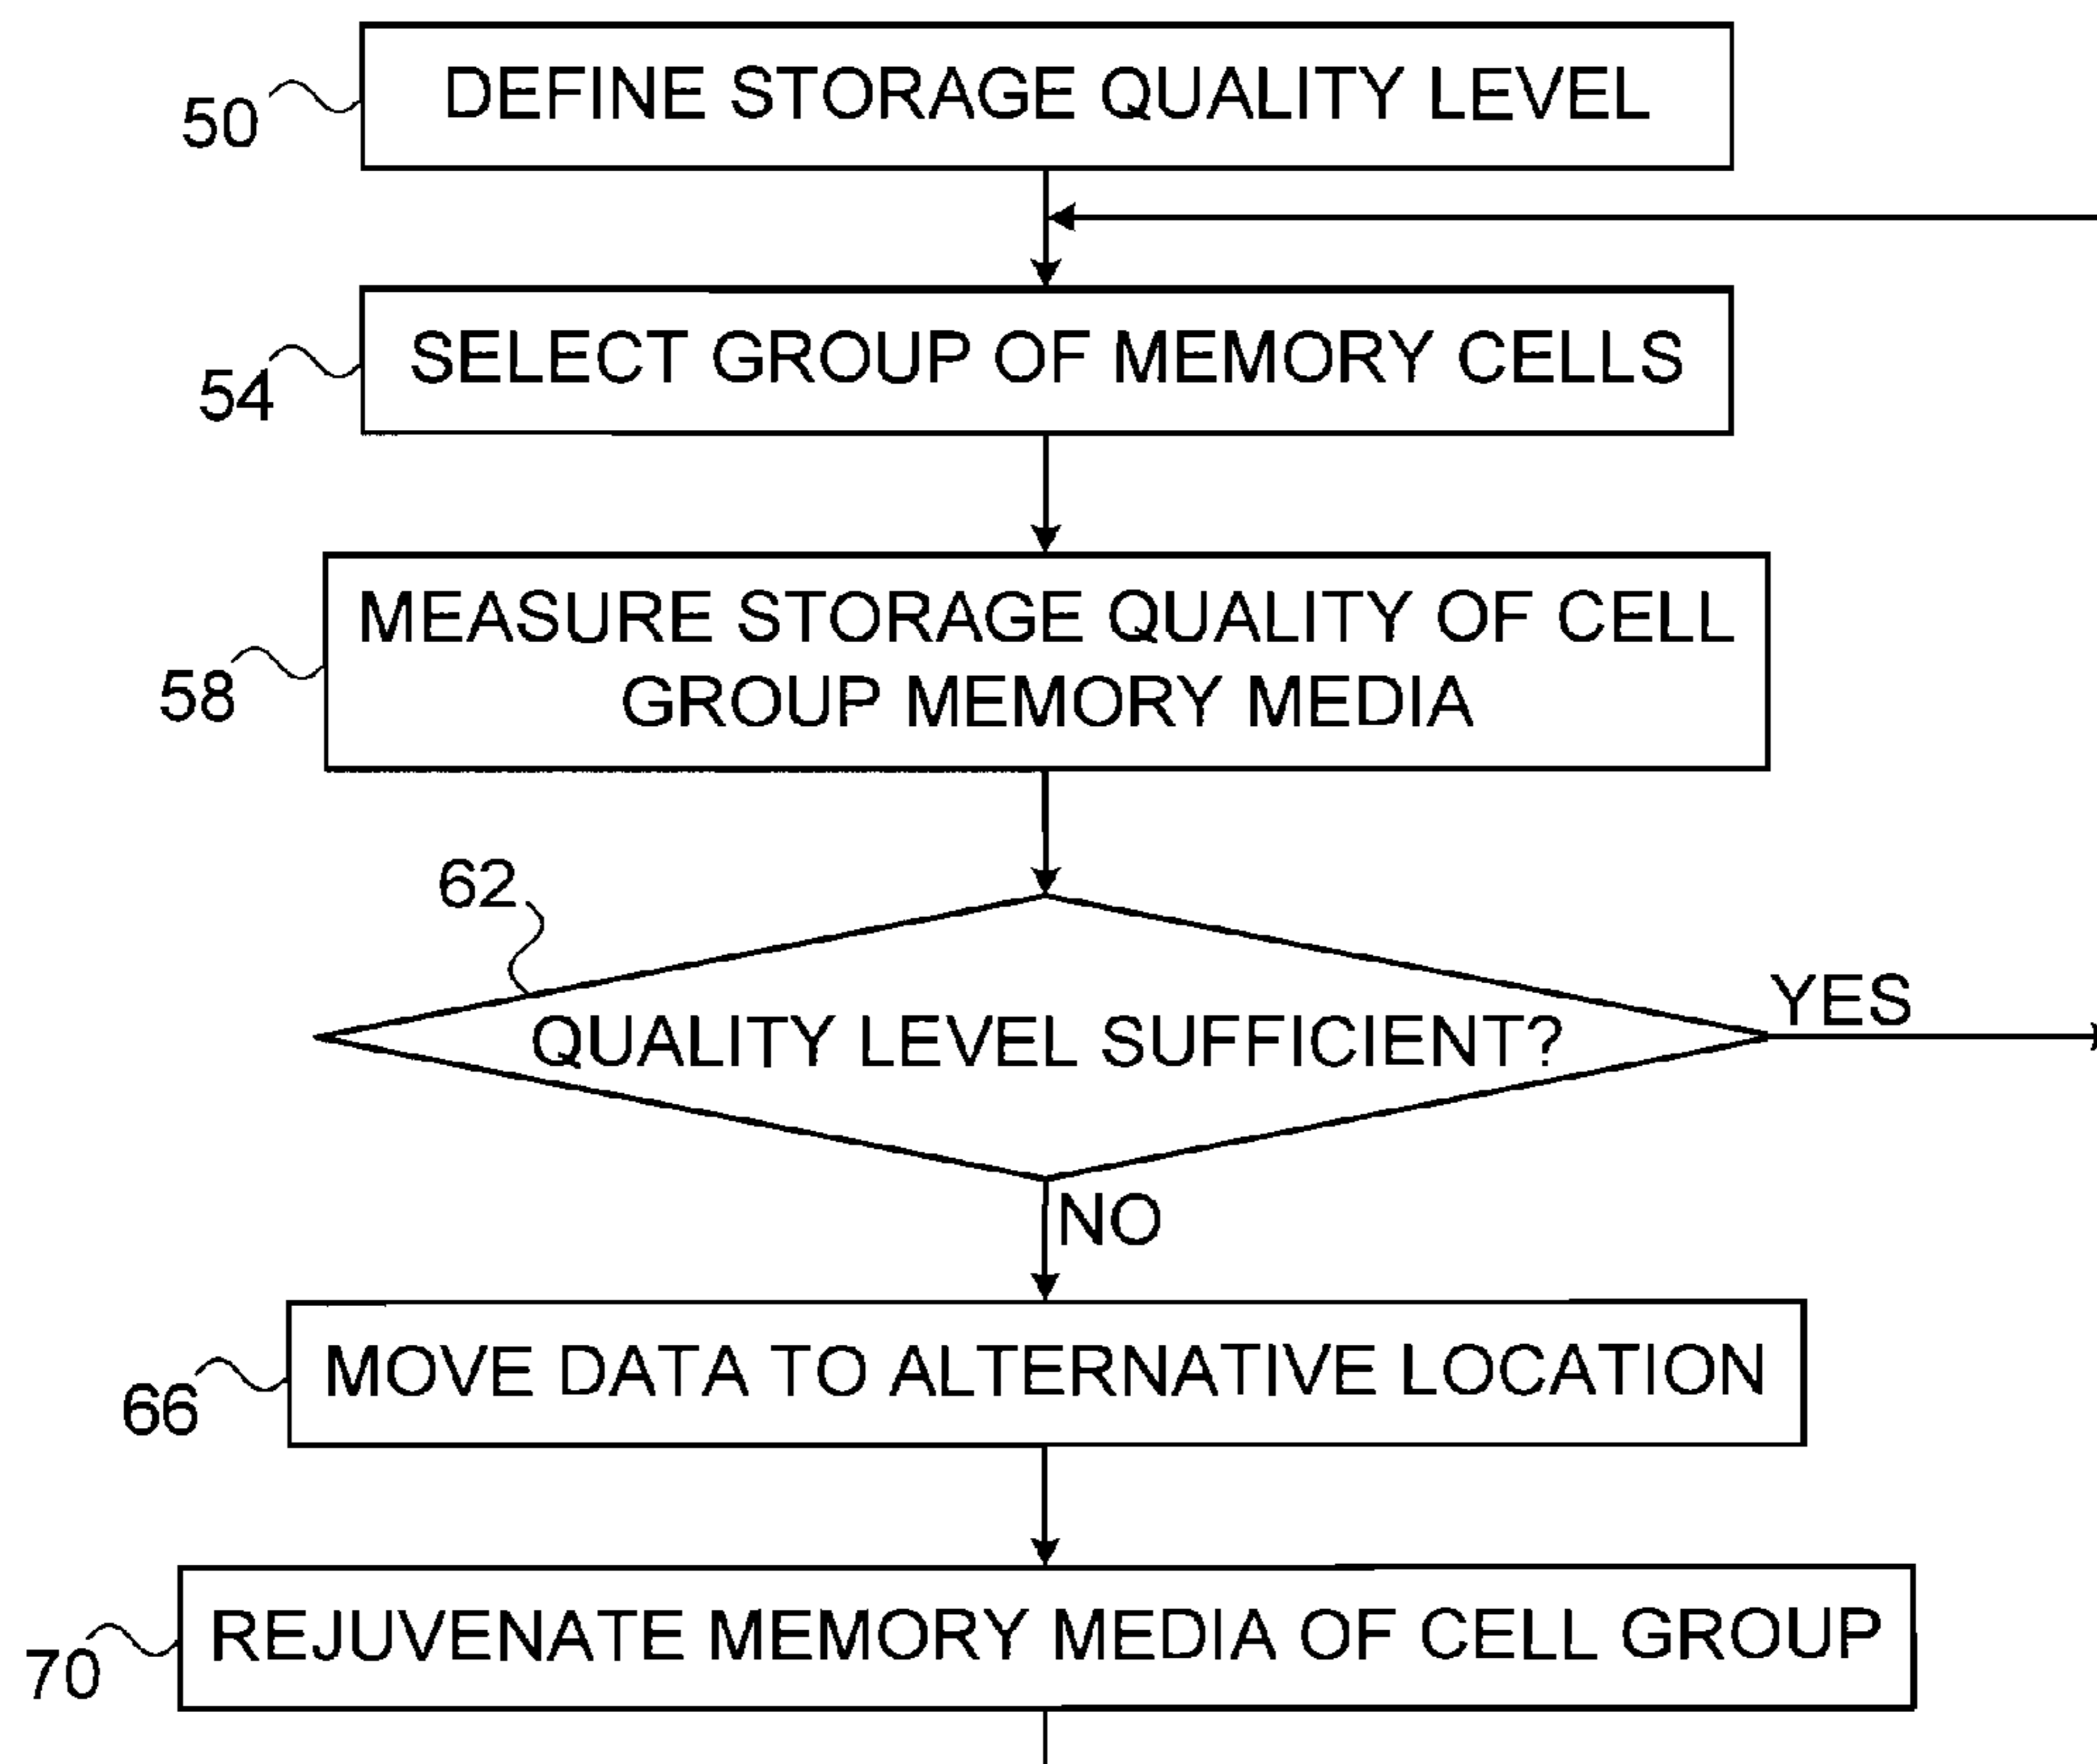 DEFINE STORAGE QUALITY LEVEL
50
SELECT GROUP OF MEMORY CELLS
54
MEASURE STORAGE QUALITY OF CELL
GROUP MEMORY MEDIA
58
62
QUALITY LEVEL SUFFICIENT?
YES
NO
MOVE DATA TO ALTERNATIVE LOCATION
66
REJUVENATE MEMORY MEDIA OF CELL GROUP
70